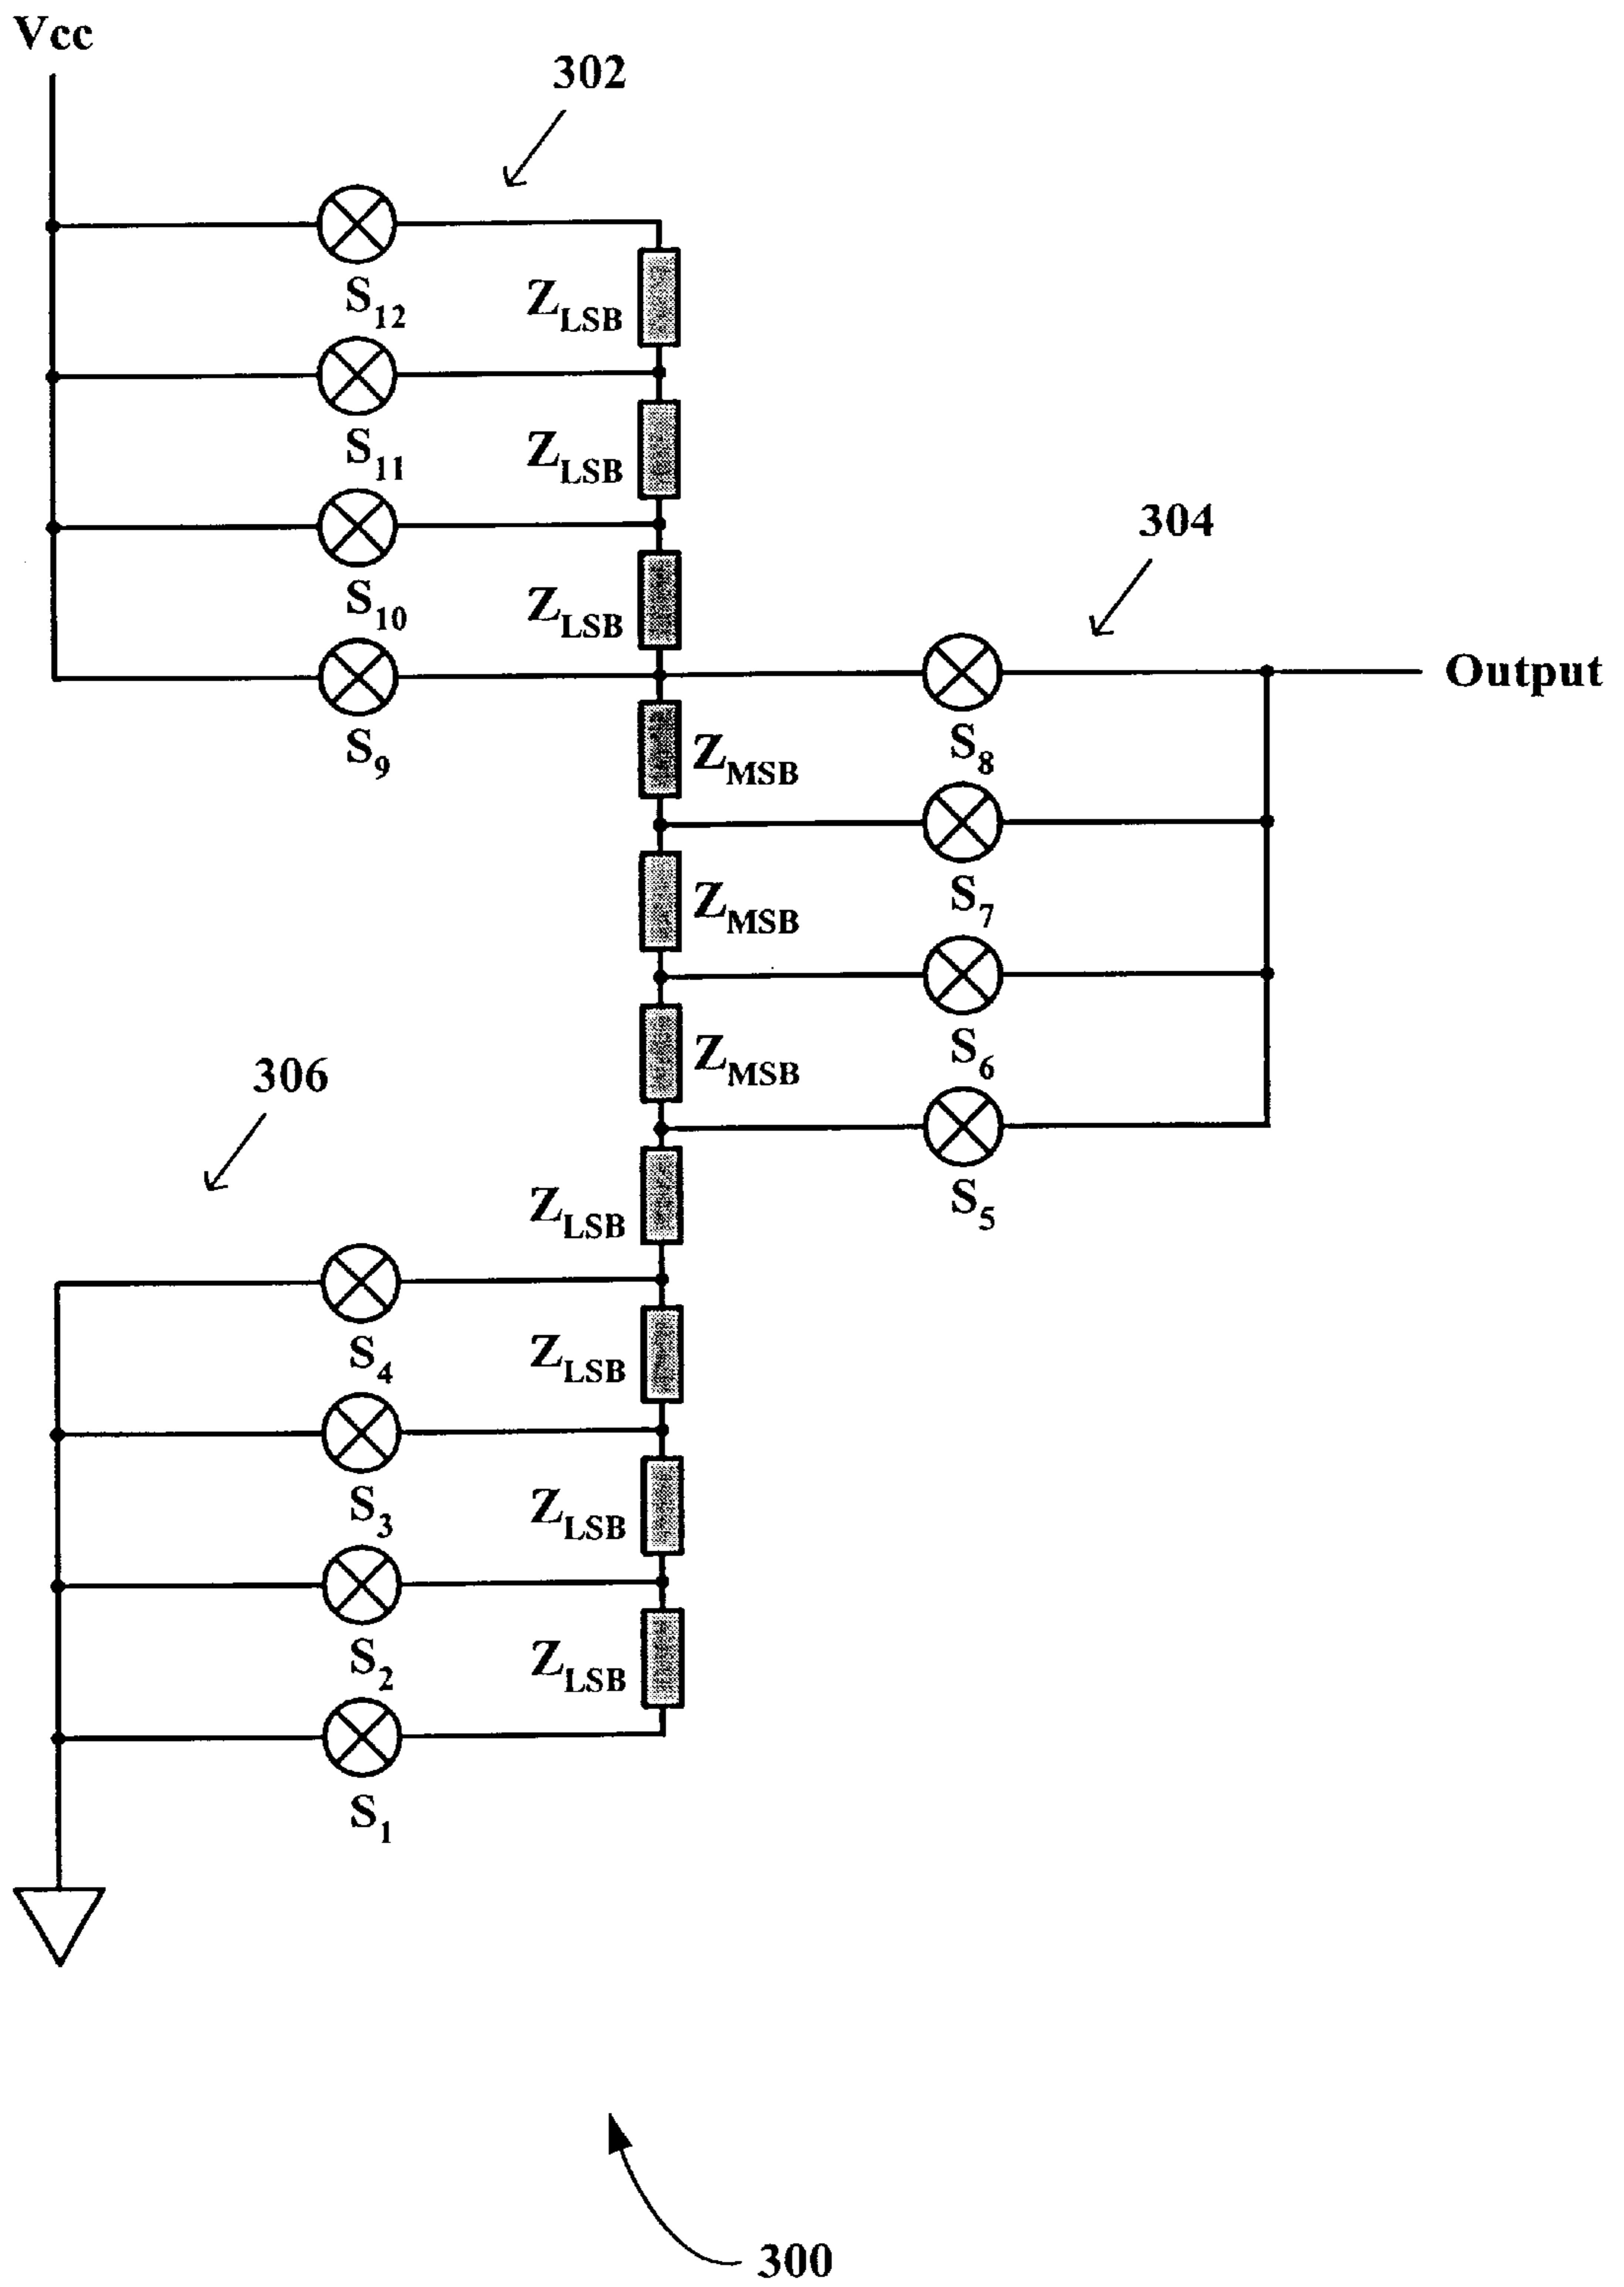 Vcc
302
S12
ZLSB
S11
ZLSB
304
S10
ZLSB
Output
S9
S8
ZMSB
S7
ZMSB
S6
ZMSB
306
S5
ZLSB
S4
ZLSB
S3
ZLSB
S2
ZLSB
S1
300